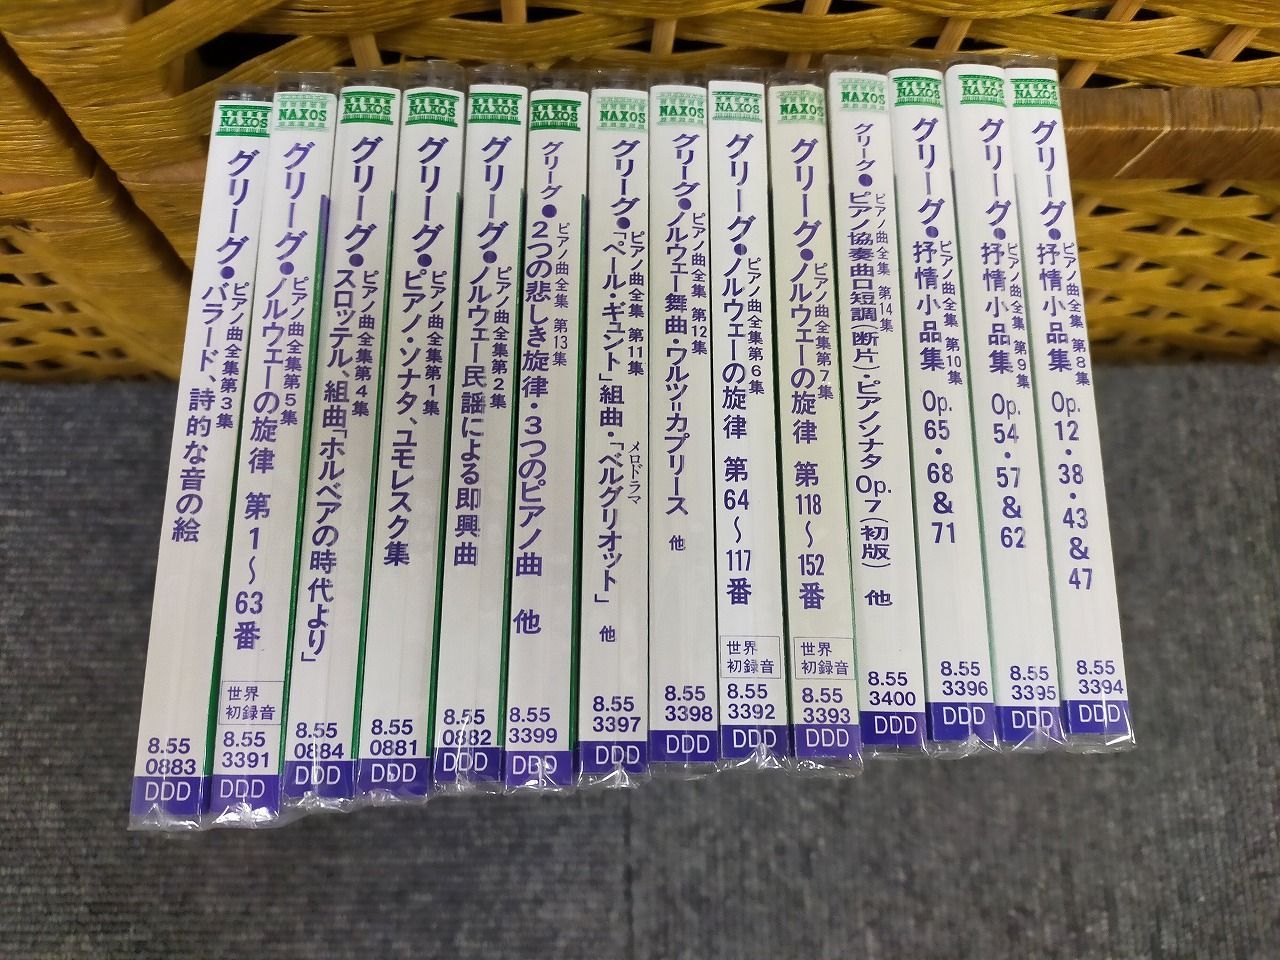 NAXOS
グリーグ●バラード、詩的な音の絵
ピアノ曲全集第3集
8.55
0883
DDD
NAXOS
グリーグ●ノルウェーの旋律 第1〜63番
ピアノ曲全集第5集
世界
初録音
8.55
3391
DDD
NAXOS
グリーグ●スロッテル、組曲「ホルベアの時代より」
ピアノ曲全集第4集
8.55
0884
DDD
NAXOS
グリーグ●ピアノ・ソナタ、ユモレスク集
ピアノ曲全集第1集
8.55
0881
DDD
NAXOS
グリーグ●ノルウェー民謡による即興曲
ピアノ曲全集第2集
8.55
0882
DDD
NAXOS
グリーグ●2つの悲しき旋律・3つのピアノ曲 他
ピアノ曲全集 第13集
8.55
3399
DDD
NAXOS
グリーグ●「ペール・ギュント」組曲・「ベルグリオット」 他
ピアノ曲全集 第11集
メロドラマ
8.55
3397
DDD
NAXOS
グリーグ●ノルウェー舞曲・ワルツ=カプリース 他
ピアノ曲全集 第12集
8.55
3398
DDD
NAXOS
グリーグ●ノルウェーの旋律 第64〜117番
ピアノ曲全集第6集
世界
初録音
8.55
3392
DDD
NAXOS
グリーグ●ノルウェーの旋律 第118〜152番
ピアノ曲全集第7集
世界
初録音
8.55
3393
DDD
NAXOS
グリーグ●ピアノ協奏曲ロ短調(断片)・ピアノソナタ Op.7(初版) 他
ピアノ曲全集 第14集
8.55
3400
DDD
NAXOS
グリーグ●抒情小品集 Op.65・68&71
ピアノ曲全集 第10集
8.55
3396
DDD
NAXOS
グリーグ●抒情小品集 Op.54・57&62
ピアノ曲全集 第9集
8.55
3395
DDD
NAXOS
グリーグ●抒情小品集 Op.12・38・43&47
ピアノ曲全集 第8集
8.55
3394
DDD